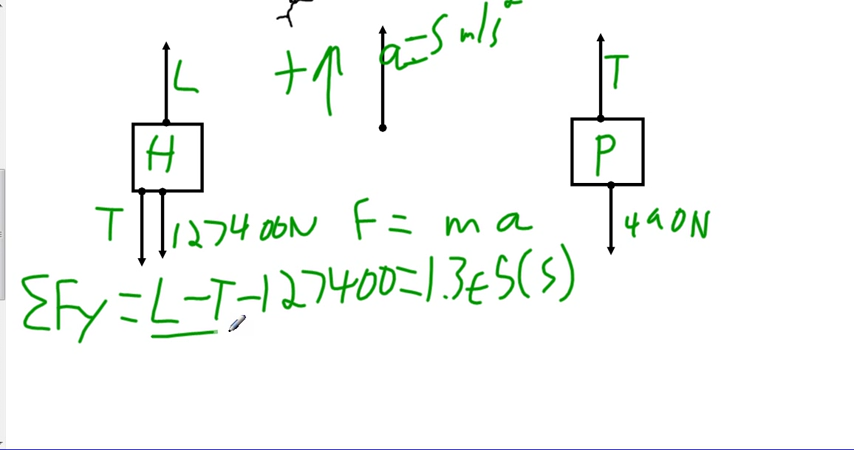 + a=5 m/s²
L
T
H
P
T
127400N
F = ma
490N
ΣFy = L-T-127400=1.3E5(5)